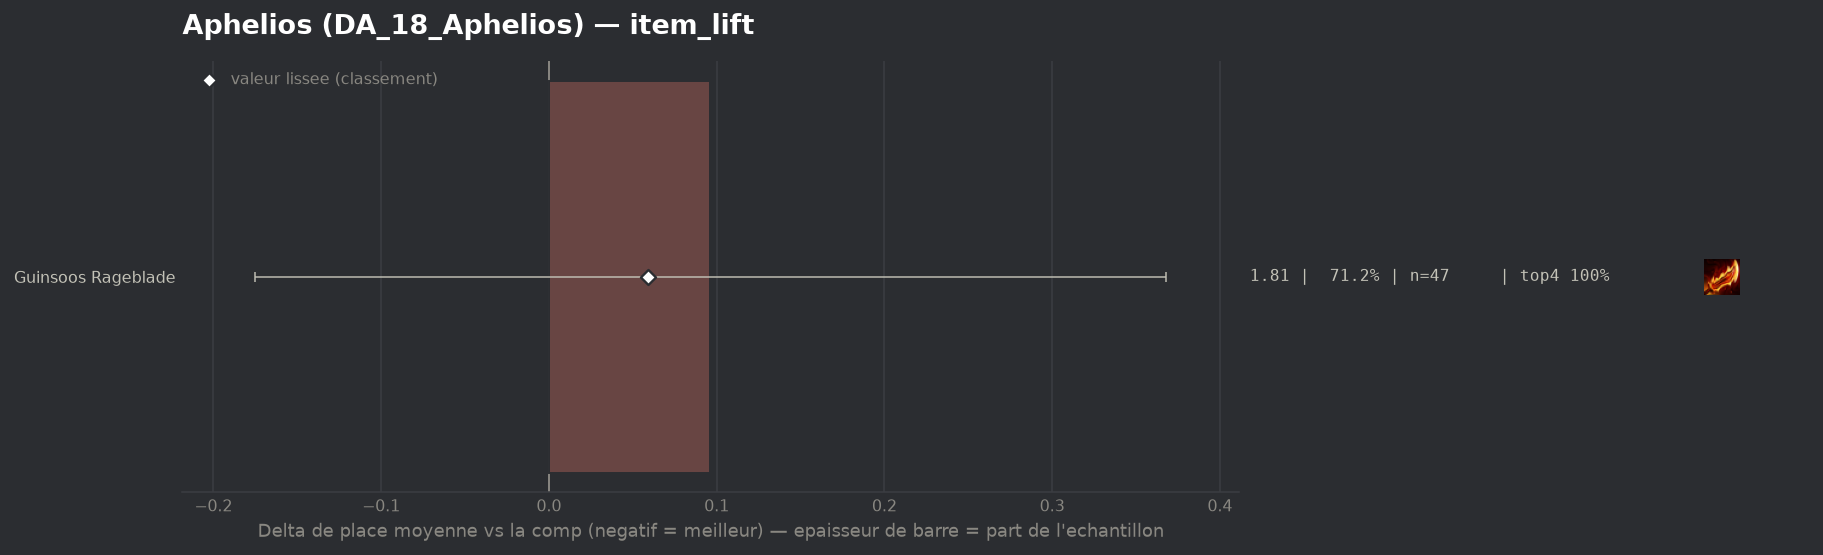 Aphelios (DA_18_Aphelios) — item_lift
valeur lissee (classement)
Guinsoos Rageblade
1.81 |  71.2% | n=47     | top4 100%
−0.2 −0.1 0.0 0.1 0.2 0.3 0.4
Delta de place moyenne vs la comp (negatif = meilleur) — epaisseur de barre = part de l'echantillon